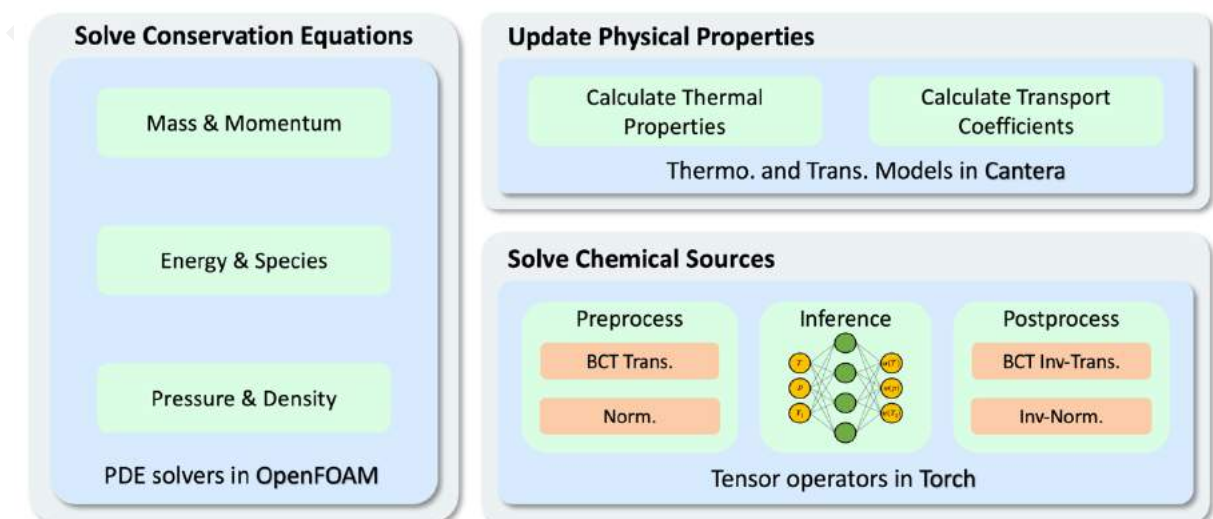 Solve Conservation Equations
Mass & Momentum
Energy & Species
Pressure & Density
PDE solvers in OpenFOAM
Update Physical Properties
Calculate Thermal
Properties
Calculate Transport
Coefficients
Thermo. and Trans. Models in Cantera
Solve Chemical Sources
Preprocess
BCT Trans.
Norm.
Inference
Postprocess
BCT Inv-Trans.
Inv-Norm.
Tensor operators in Torch